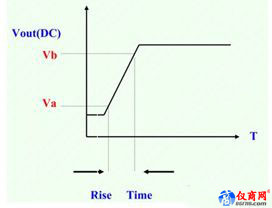 Vout(DC)
Vb
Va
T
Rise Time
仪商网